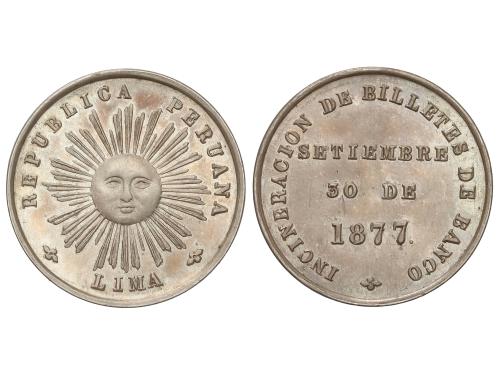 REPUBLICA PERUANA
LIMA
INCINERACION DE BILLETES DE BANCO
SETIEMBRE
30 DE
1877.